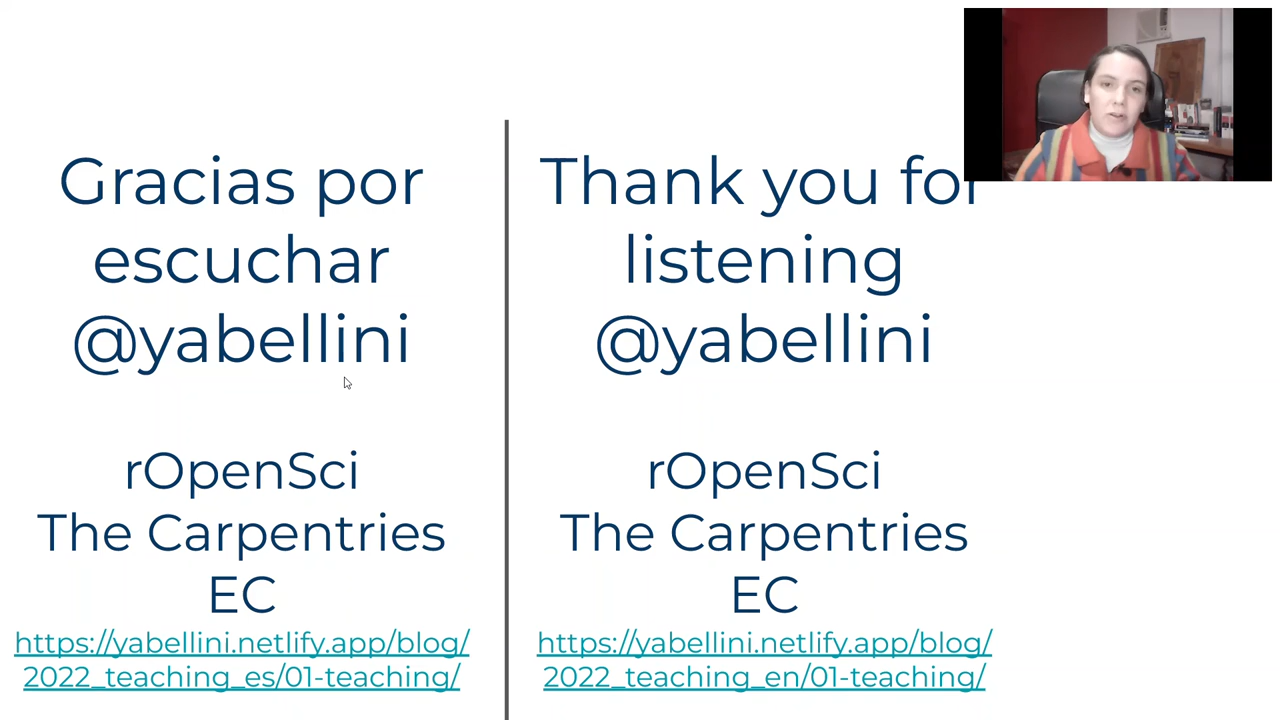 Gracias por
escuchar
@yabellini
rOpenSci
The Carpentries
EC
https://yabellini.netlify.app/blog/
2022_teaching_es/01-teaching/
Thank you for
listening
@yabellini
rOpenSci
The Carpentries
EC
https://yabellini.netlify.app/blog/
2022_teaching_en/01-teaching/